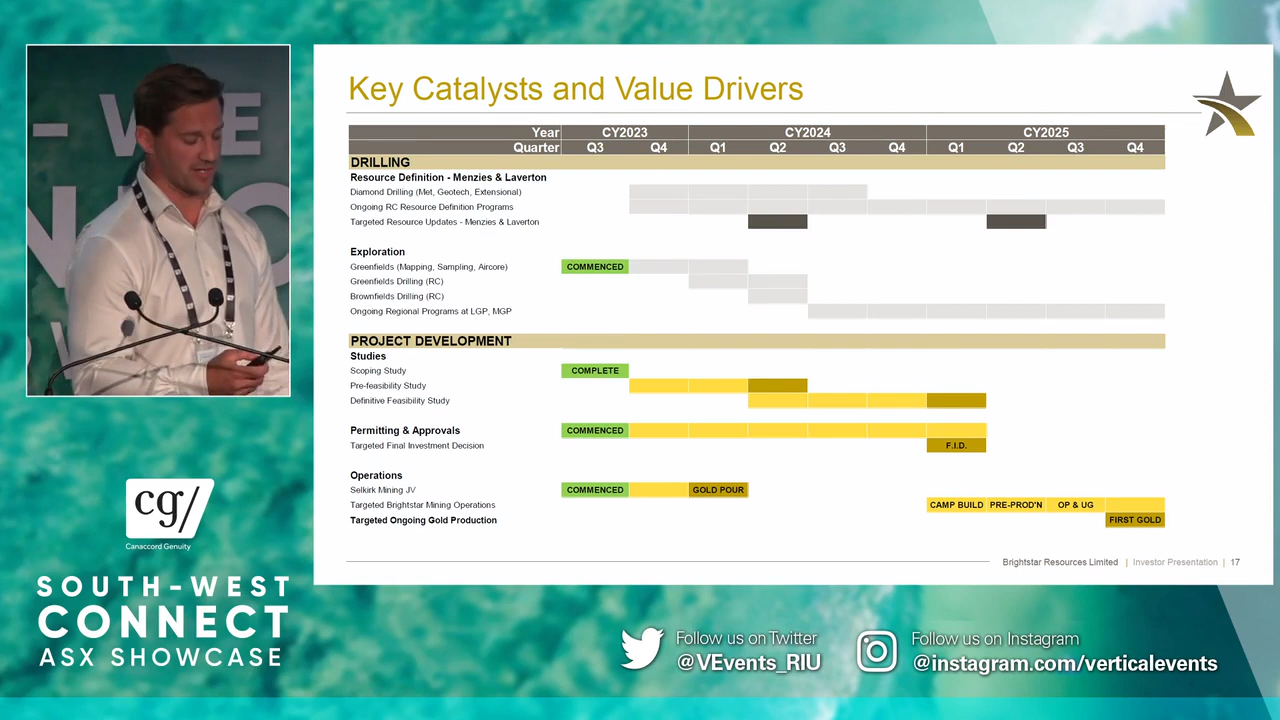 Key Catalysts and Value Drivers
Year CY2023 CY2024 CY2025
Quarter Q3 Q4 Q1 Q2 Q3 Q4 Q1 Q2 Q3 Q4
DRILLING
Resource Definition - Menzies & Laverton
Diamond Drilling (Met, Geotech, Extensional)
Ongoing RC Resource Definition Programs
Targeted Resource Updates - Menzies & Laverton
Exploration
Greenfields (Mapping, Sampling, Aircore) COMMENCED
Greenfields Drilling (RC)
Brownfields Drilling (RC)
Ongoing Regional Programs at LGP, MGP
PROJECT DEVELOPMENT
Studies
Scoping Study COMPLETE
Pre-feasibility Study
Definitive Feasibility Study
Permitting & Approvals COMMENCED
Targeted Final Investment Decision F.I.D.
Operations
Selkirk Mining JV COMMENCED GOLD POUR
Targeted Brightstar Mining Operations CAMP BUILD PRE-PROD'N OP & UG
Targeted Ongoing Gold Production FIRST GOLD
Brightstar Resources Limited | Investor Presentation | 17
cg/
Canaccord Genuity
SOUTH-WEST
CONNECT
ASX SHOWCASE
Follow us on Twitter
@VEvents_RIU
Follow us on Instagram
@instagram.com/verticalevents